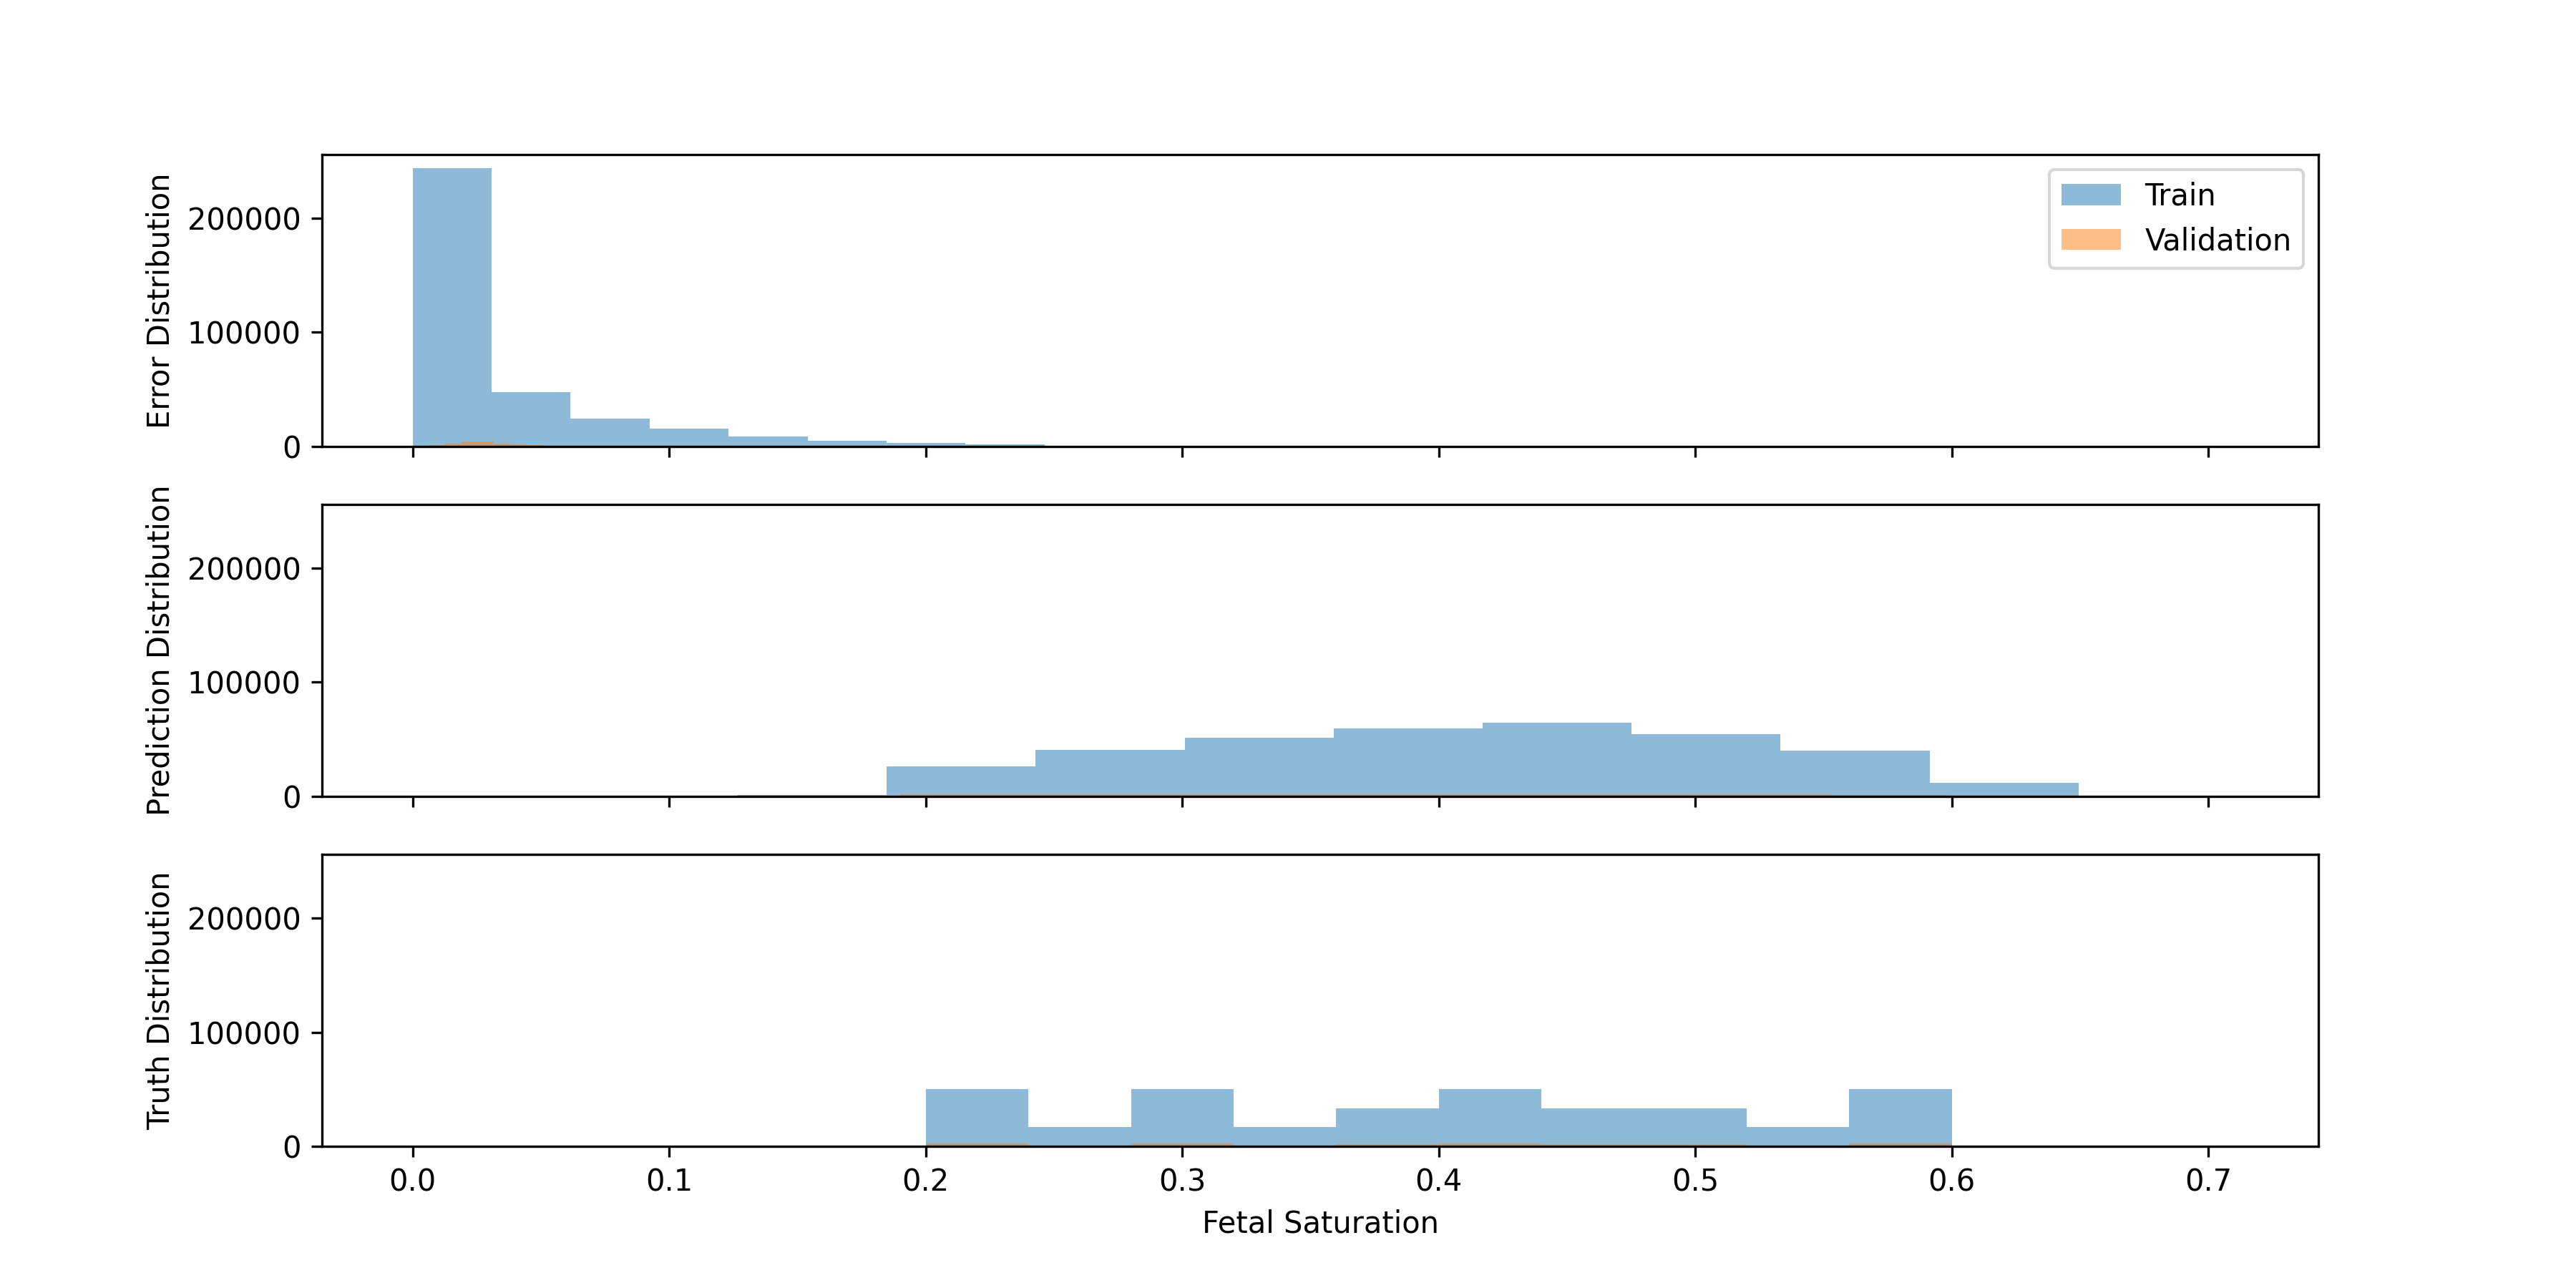 Error Distribution
200000
100000
0
Train
Validation
Prediction Distribution
200000
100000
0
Truth Distribution
200000
100000
0
0.0 0.1 0.2 0.3 0.4 0.5 0.6 0.7
Fetal Saturation